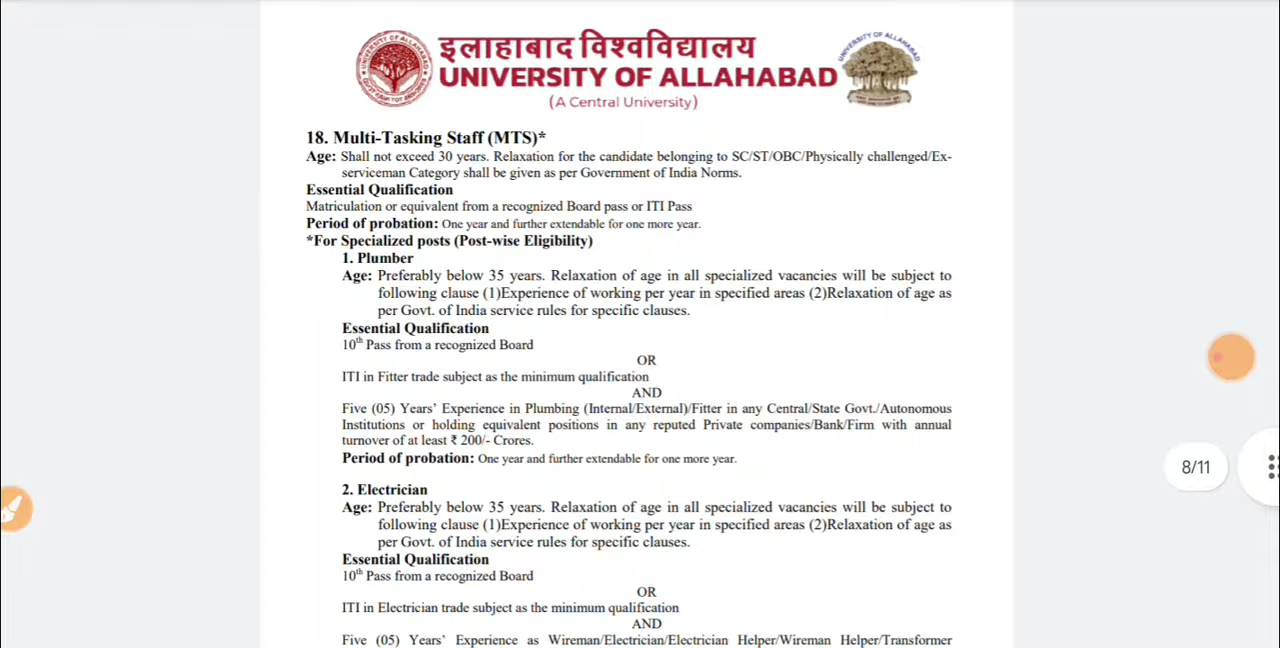 इलाहाबाद विश्वविद्यालय
UNIVERSITY OF ALLAHABAD
(A Central University)
UNIVERSITY OF ALLAHABAD
UNIVERSITY OF ALLAHABAD
18. Multi-Tasking Staff (MTS)*
Age: Shall not exceed 30 years. Relaxation for the candidate belonging to SC/ST/OBC/Physically challenged/Ex-
serviceman Category shall be given as per Government of India Norms.
Essential Qualification
Matriculation or equivalent from a recognized Board pass or ITI Pass
Period of probation: One year and further extendable for one more year.
*For Specialized posts (Post-wise Eligibility)
1. Plumber
Age: Preferably below 35 years. Relaxation of age in all specialized vacancies will be subject to
following clause (1)Experience of working per year in specified areas (2)Relaxation of age as
per Govt. of India service rules for specific clauses.
Essential Qualification
10th Pass from a recognized Board
OR
ITI in Fitter trade subject as the minimum qualification
AND
Five (05) Years' Experience in Plumbing (Internal/External)/Fitter in any Central/State Govt./Autonomous
Institutions or holding equivalent positions in any reputed Private companies/Bank/Firm with annual
turnover of at least ₹ 200/- Crores.
Period of probation: One year and further extendable for one more year.
8/11
2. Electrician
Age: Preferably below 35 years. Relaxation of age in all specialized vacancies will be subject to
following clause (1)Experience of working per year in specified areas (2)Relaxation of age as
per Govt. of India service rules for specific clauses.
Essential Qualification
10th Pass from a recognized Board
OR
ITI in Electrician trade subject as the minimum qualification
AND
Five (05) Years' Experience as Wireman/Electrician/Electrician Helper/Wireman Helper/Transformer